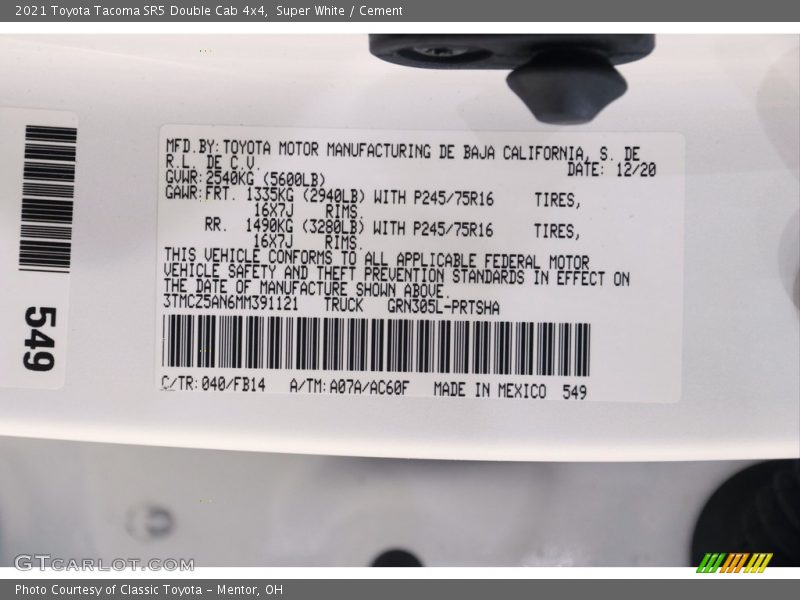 2021 Toyota Tacoma SR5 Double Cab 4x4,  Super White / Cement
MFD.BY:TOYOTA MOTOR MANUFACTURING DE BAJA CALIFORNIA, S. DE
R.L. DE C.V.
DATE: 12/20
GVWR:2540KG (5600LB)
GAWR:FRT. 1335KG (2940LB) WITH P245/75R16 TIRES,
16X7J RIMS.
RR. 1490KG (3280LB) WITH P245/75R16 TIRES,
16X7J RIMS.
THIS VEHICLE CONFORMS TO ALL APPLICABLE FEDERAL MOTOR
VEHICLE SAFETY AND THEFT PREVENTION STANDARDS IN EFFECT ON
THE DATE OF MANUFACTURE SHOWN ABOVE.
3TMCZ5AN6MM391121 TRUCK GRN305L-PRTSHA
C/TR:040/FB14 A/TM:A07A/AC60F MADE IN MEXICO 549
549
GTCARLOT.COM
Photo Courtesy of Classic Toyota - Mentor, OH